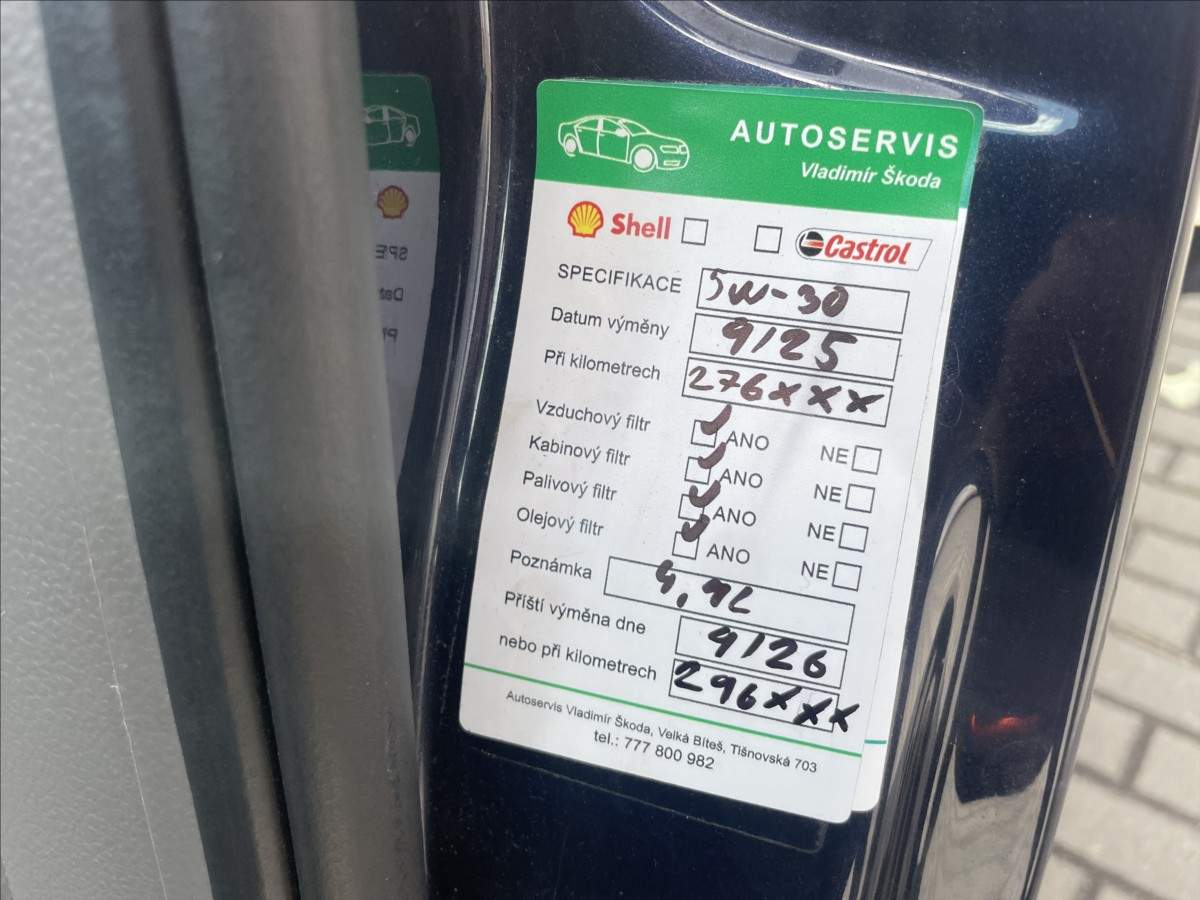 AUTOSERVIS
Vladimír Škoda
Shell Castrol
SPECIFIKACE 5W-30
Datum výměny 9/25
Při kilometrech 276xxx
Vzduchový filtr ANO NE
Kabinový filtr ANO NE
Palivový filtr ANO NE
Olejový filtr ANO NE
Poznámka 4,9L
Příští výměna dne 9/26
nebo při kilometrech 296xxx
Autoservis Vladimír Škoda, Velká Bíteš, Tišnovská 703
tel.: 777 800 982